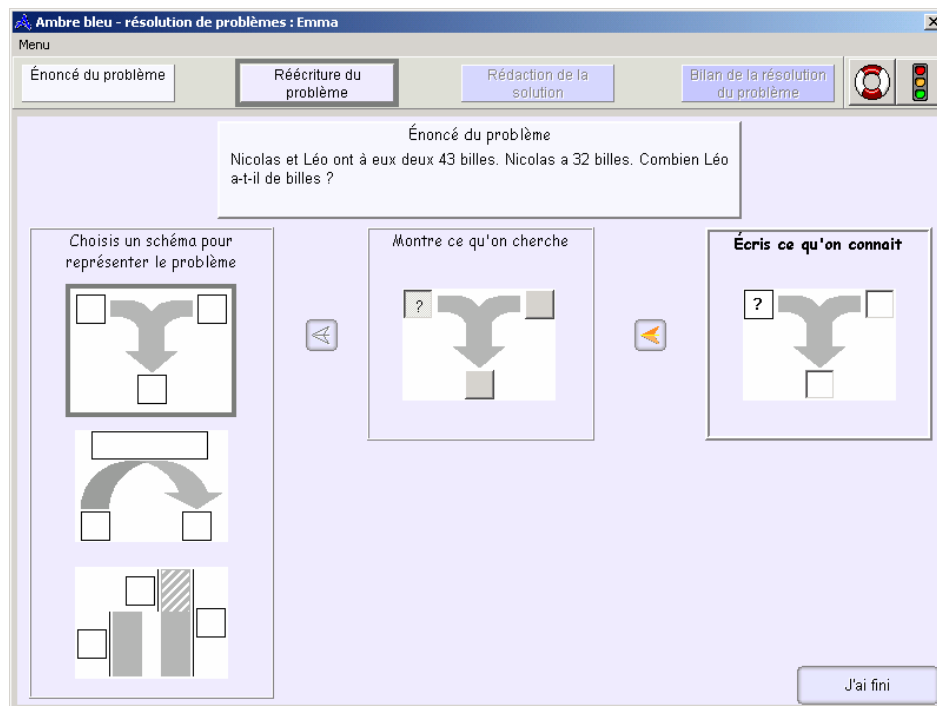 Ambre bleu - résolution de problèmes : Emma
Menu
Énoncé du problème
Réécriture du
problème
Rédaction de la
solution
Bilan de la résolution
du problème
Énoncé du problème
Nicolas et Léo ont à eux deux 43 billes. Nicolas a 32 billes. Combien Léo
a-t-il de billes ?
Choisis un schéma pour
représenter le problème
Montre ce qu'on cherche
?
Écris ce qu'on connait
?
J'ai fini